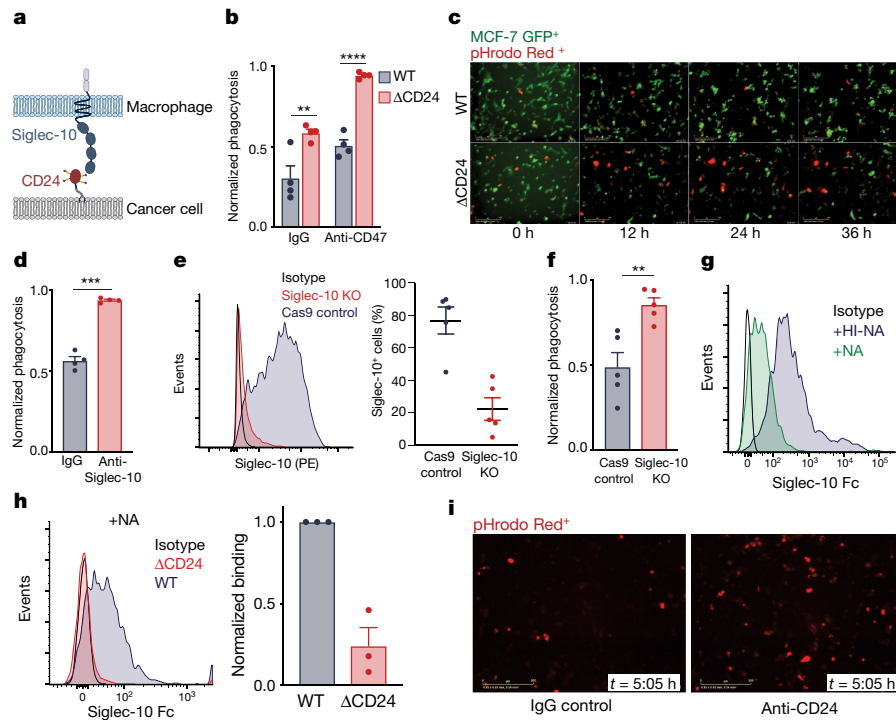 a
Macrophage
Siglec-10
CD24
Cancer cell
b
Normalized phagocytosis
1.0
0.5
0.0
****
**
WT
ΔCD24
IgG
Anti-CD47
c
MCF-7 GFP+
pHrodo Red +
WT
ΔCD24
0 h
12 h
24 h
36 h
d
Normalized phagocytosis
1.0
0.5
0
***
IgG
Anti-
Siglec-10
e
Isotype
Siglec-10 KO
Cas9 control
Events
Siglec-10 (PE)
Siglec-10+ cells (%)
100
80
60
40
20
0
Cas9
control
Siglec-10
KO
f
Normalized phagocytosis
1.0
0.5
0.0
**
Cas9
control
Siglec-10
KO
g
Isotype
+HI-NA
+NA
Events
0
10²
10³
10⁴
10⁵
Siglec-10 Fc
h
+NA
Isotype
ΔCD24
WT
Events
0
10²
10³
Siglec-10 Fc
Normalized binding
1.0
0.5
0.0
WT
ΔCD24
i
pHrodo Red+
t = 5:05 h
t = 5:05 h
IgG control
Anti-CD24